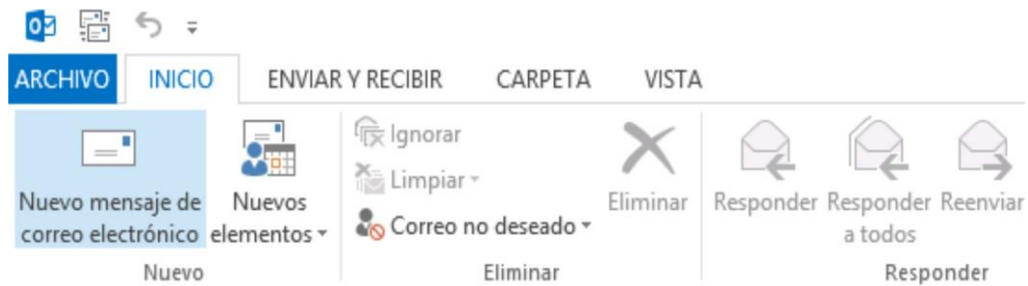 ARCHIVO INICIO ENVIAR Y RECIBIR CARPETA VISTA
Nuevo mensaje de
correo electrónico
Nuevos
elementos
Nuevo
Ignorar
Limpiar
Correo no deseado
Eliminar
Eliminar
Responder
Responder
a todos
Reenviar
Responder